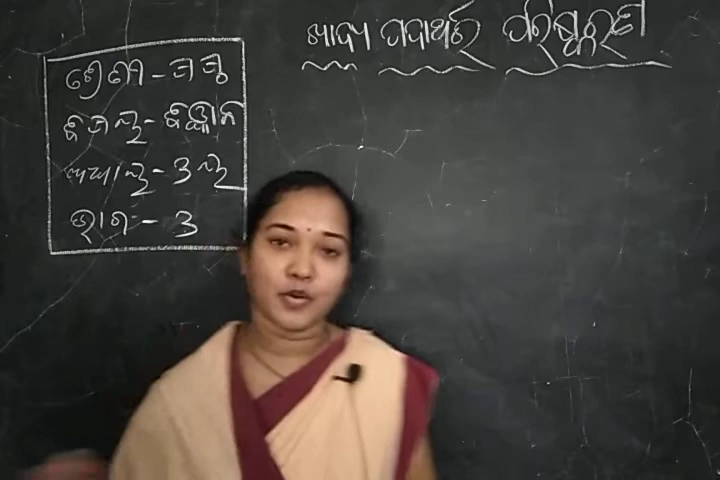 ଶ୍ରେଣୀ - ଷଷ୍ଠ
ବିଷୟ - ବିଜ୍ଞାନ
ଅଧ୍ୟାୟ - ୩ୟ
ଭାଗ - ୩
ଖାଦ୍ୟ ପଦାର୍ଥର ପରିଷ୍କରଣ